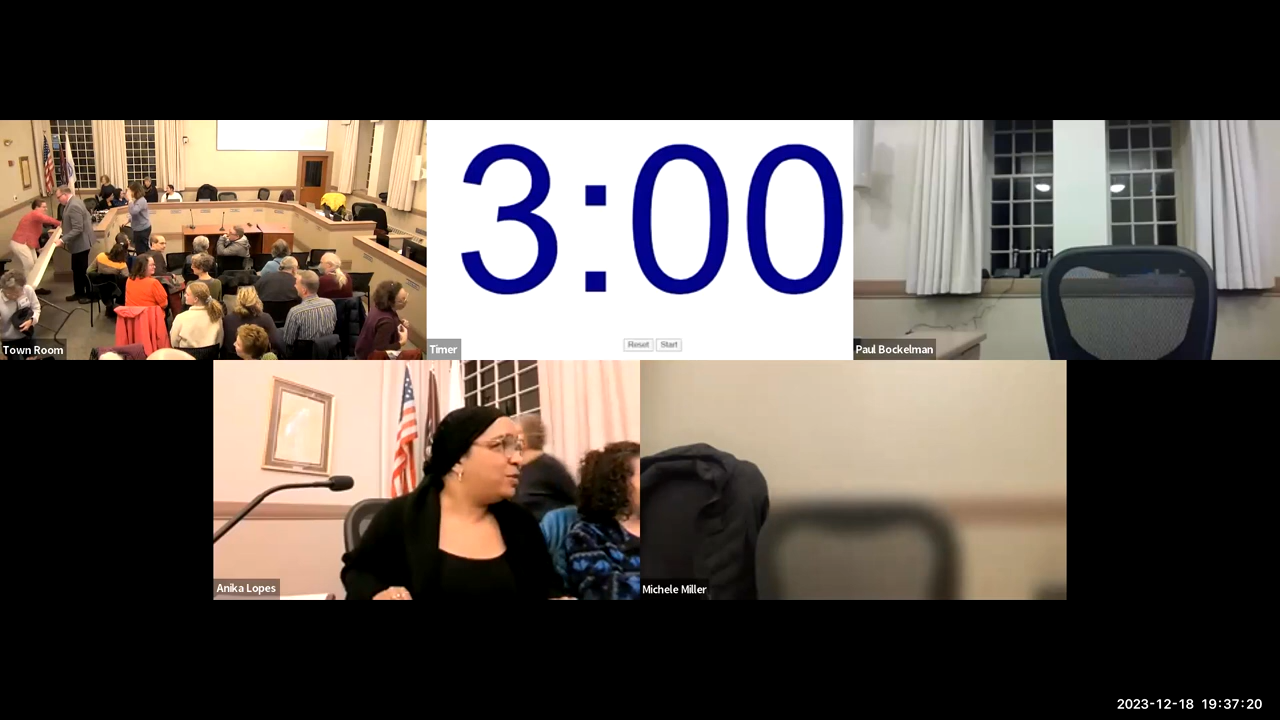 Town Room
3:00
Reset Start
Timer
Paul Bockelman
Anika Lopes
Michele Miller
2023-12-18 19:37:20